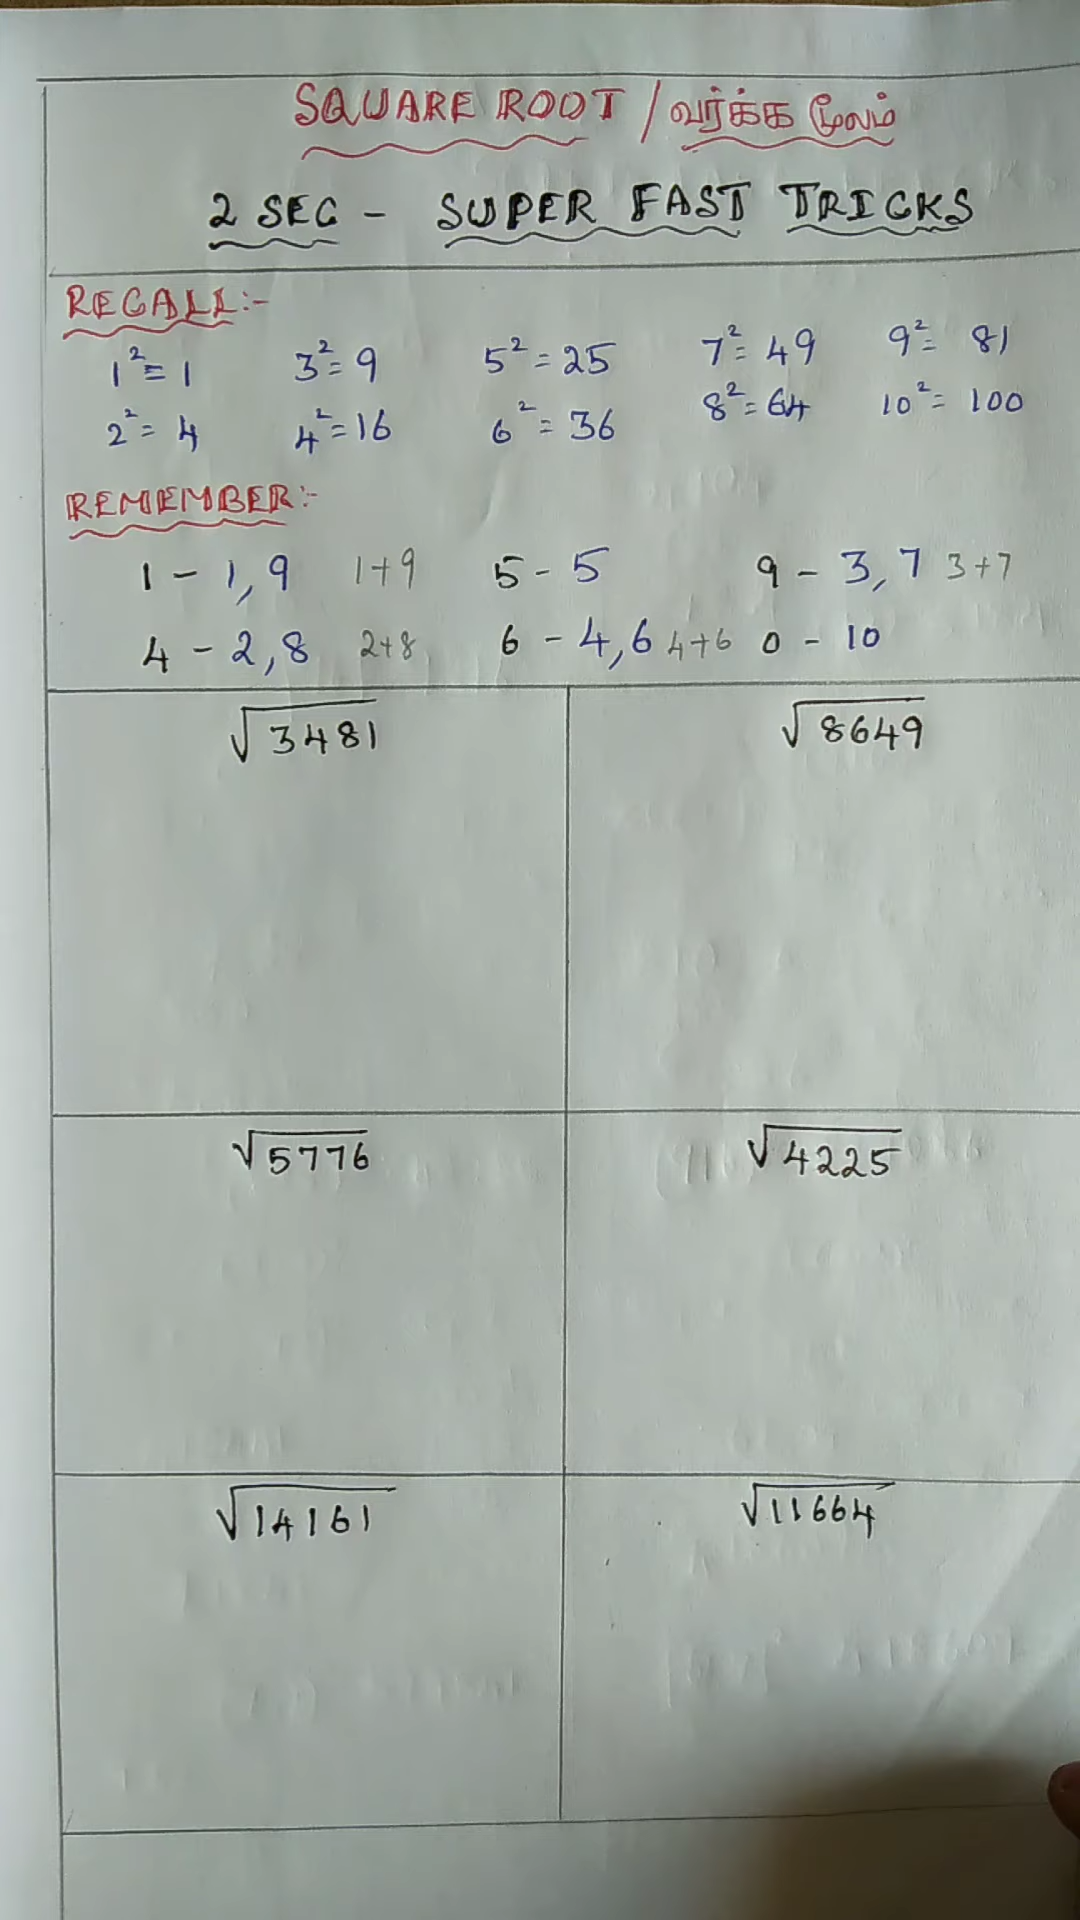 SQUARE ROOT / வர்க்க மூலம்
2 SEC - SUPER FAST TRICKS
RECALL:-
1² = 1 3² = 9 5² = 25 7² = 49 9² = 81
2² = 4 4² = 16 6² = 36 8² = 64 10² = 100
REMEMBER:-
1 - 1, 9 1+9 5 - 5 9 - 3, 7 3+7
4 - 2, 8 2+8 6 - 4, 6 4+6 0 - 10
√3481 √8649
√5776 √4225
√14161 √11664